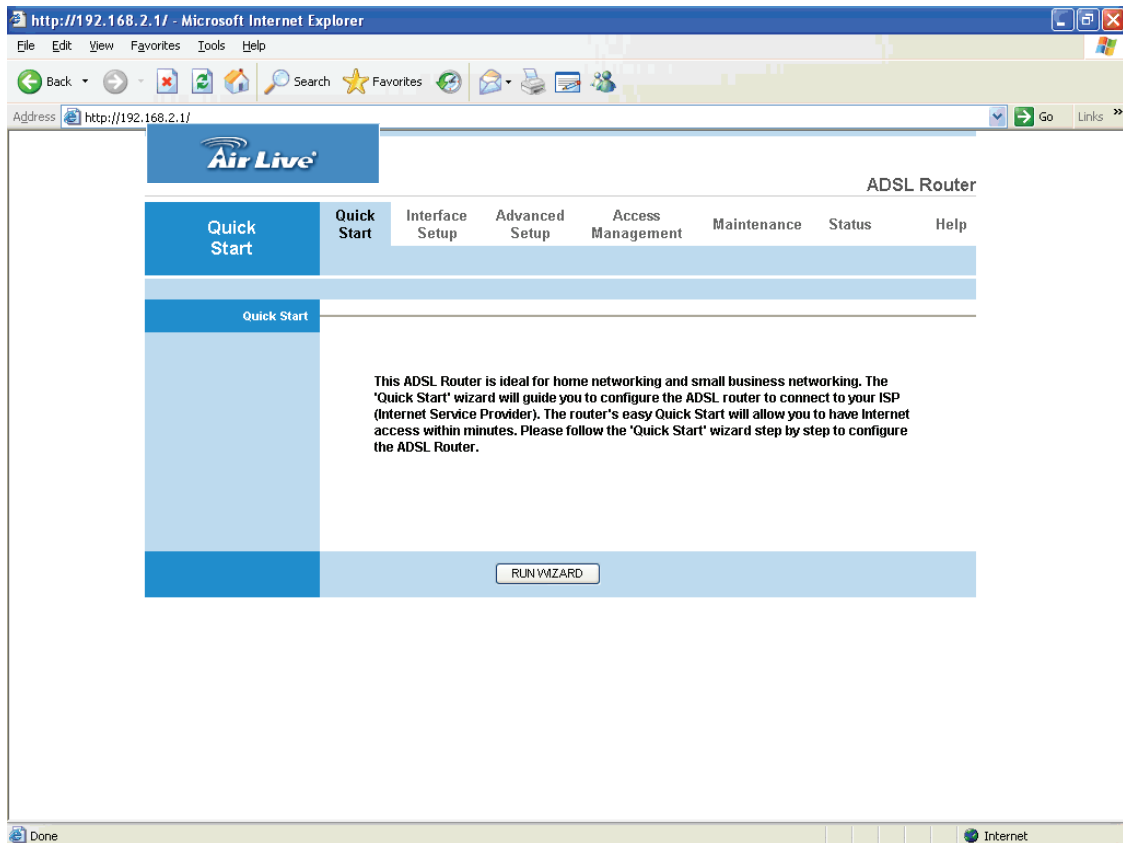 http://192.168.2.1/ - Microsoft Internet Explorer
File Edit View Favorites Tools Help
Back Search Favorites
Address http://192.168.2.1/ Go Links »
Air Live
ADSL Router
Quick Start
Quick Start Interface Setup Advanced Setup Access Management Maintenance Status Help
Quick Start
This ADSL Router is ideal for home networking and small business networking. The
'Quick Start' wizard will guide you to configure the ADSL router to connect to your ISP
(Internet Service Provider). The router's easy Quick Start will allow you to have Internet
access within minutes. Please follow the 'Quick Start' wizard step by step to configure
the ADSL Router.
RUN WIZARD
Done Internet